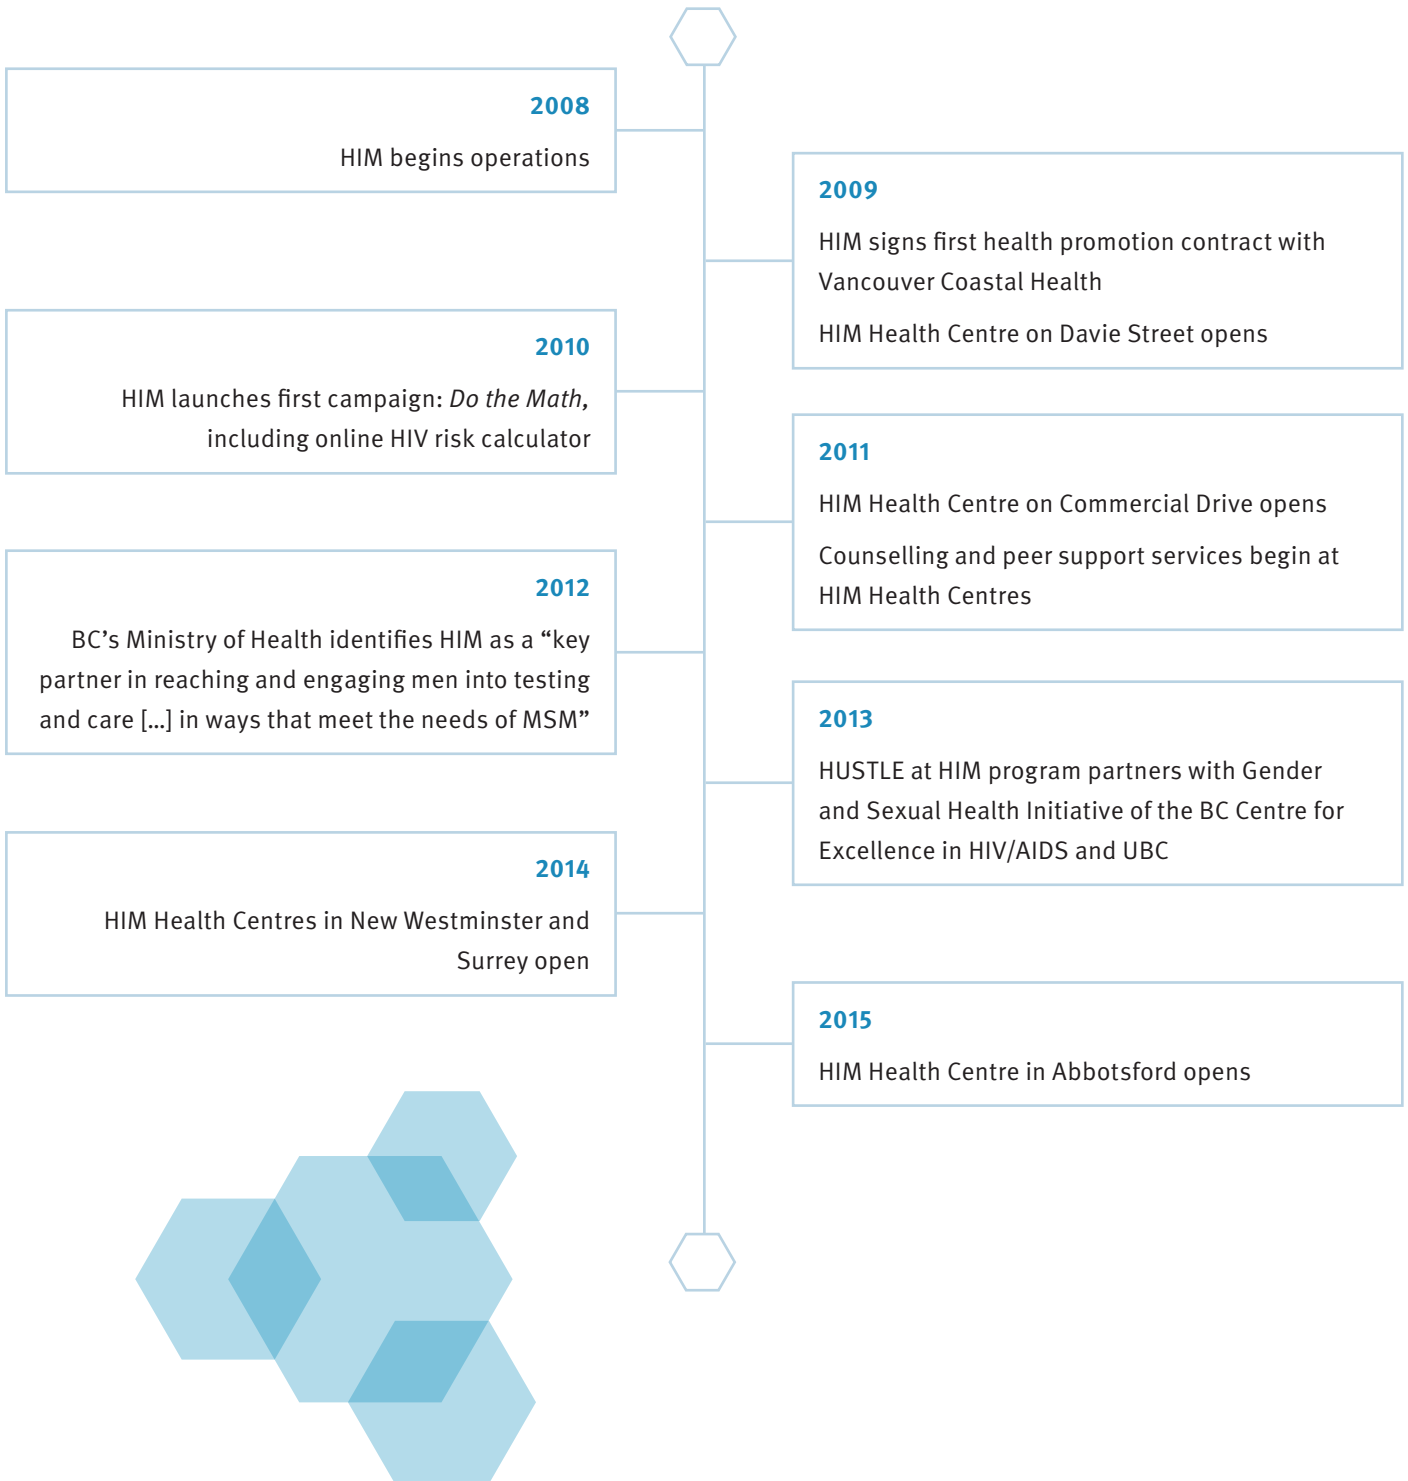 2008
HIM begins operations
2009
HIM signs first health promotion contract with
Vancouver Coastal Health
HIM Health Centre on Davie Street opens
2010
HIM launches first campaign: Do the Math,
including online HIV risk calculator
2011
HIM Health Centre on Commercial Drive opens
Counselling and peer support services begin at
HIM Health Centres
2012
BC’s Ministry of Health identifies HIM as a “key
partner in reaching and engaging men into testing
and care […] in ways that meet the needs of MSM”
2013
HUSTLE at HIM program partners with Gender
and Sexual Health Initiative of the BC Centre for
Excellence in HIV/AIDS and UBC
2014
HIM Health Centres in New Westminster and
Surrey open
2015
HIM Health Centre in Abbotsford opens